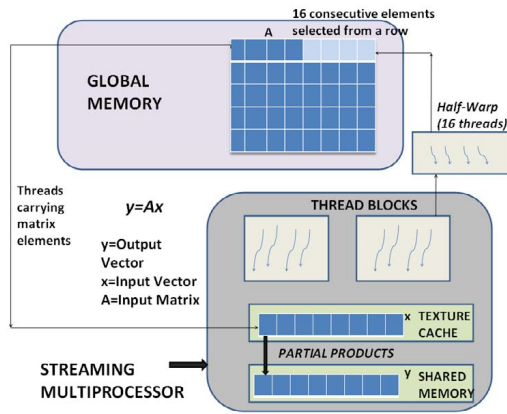 16 consecutive elements
selected from a row
A
GLOBAL
MEMORY
Half-Warp
(16 threads)
Threads
carrying
matrix
elements
y=Ax
y=Output
Vector
x=Input Vector
A=Input Matrix
THREAD BLOCKS
x TEXTURE
CACHE
PARTIAL PRODUCTS
STREAMING
MULTIPROCESSOR
y SHARED
MEMORY